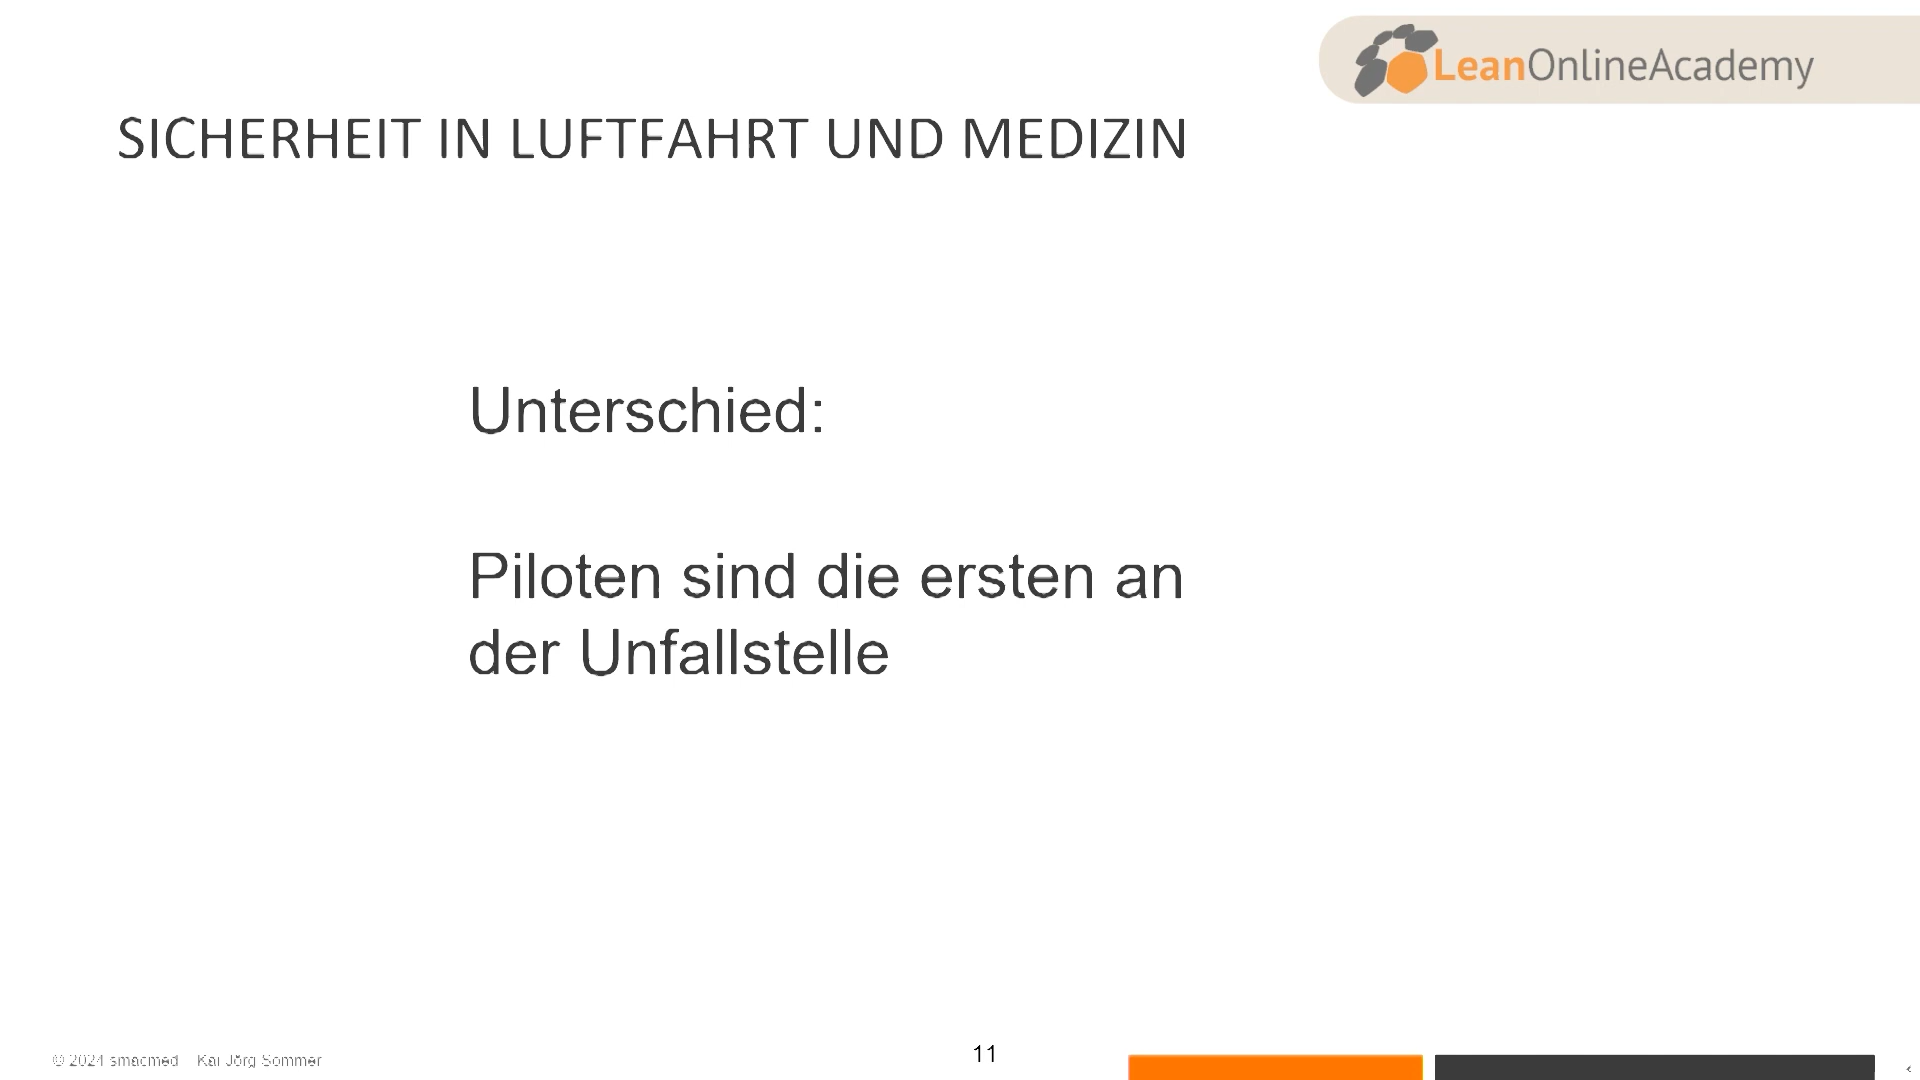 LeanOnlineAcademy
SICHERHEIT IN LUFTFAHRT UND MEDIZIN
Unterschied:
Piloten sind die ersten an
der Unfallstelle
© 2024 smacmed Kai Jörg Sommer
11
‹